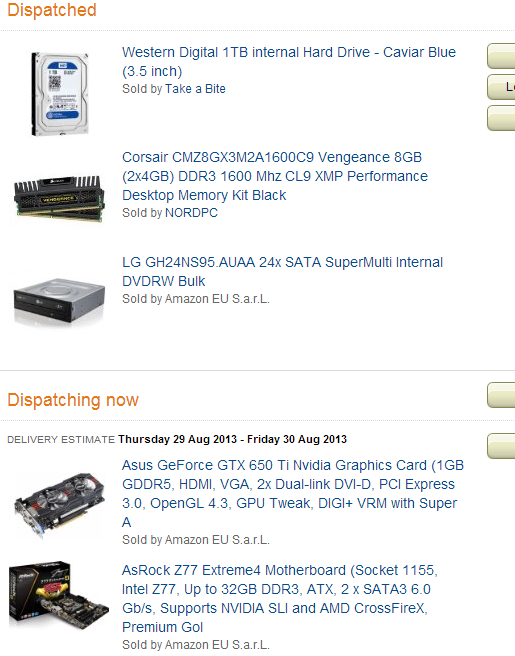 Dispatched
Western Digital 1TB internal Hard Drive - Caviar Blue
(3.5 inch)
Sold by Take a Bite
Corsair CMZ8GX3M2A1600C9 Vengeance 8GB
(2x4GB) DDR3 1600 Mhz CL9 XMP Performance
Desktop Memory Kit Black
Sold by NORDPC
VENGEANCE
LG GH24NS95.AUAA 24x SATA SuperMulti Internal
DVDRW Bulk
Sold by Amazon EU S.a.r.L.
Dispatching now
DELIVERY ESTIMATE Thursday 29 Aug 2013 - Friday 30 Aug 2013
Asus GeForce GTX 650 Ti Nvidia Graphics Card (1GB
GDDR5, HDMI, VGA, 2x Dual-link DVI-D, PCI Express
3.0, OpenGL 4.3, GPU Tweak, DIGI+ VRM with Super
A
Sold by Amazon EU S.a.r.L.
AsRock Z77 Extreme4 Motherboard (Socket 1155,
Intel Z77, Up to 32GB DDR3, ATX, 2 x SATA3 6.0
Gb/s, Supports NVIDIA SLI and AMD CrossFireX,
Premium Gol
Sold by Amazon EU S.a.r.L.